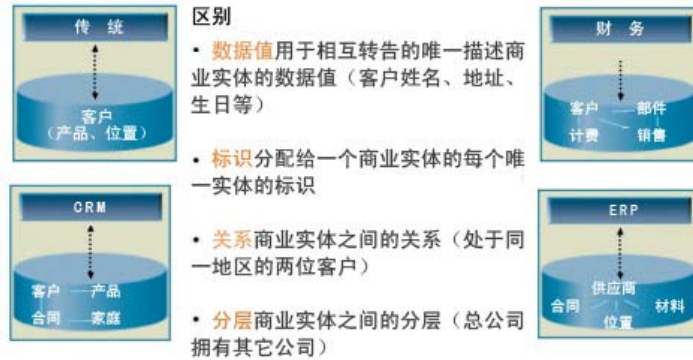 传 统
客户
（产品、位置）
CRM
客户 产品
合同 家庭
区别
• 数据值用于相互转告的唯一描述商
业实体的数据值（客户姓名、地址、
生日等）
• 标识分配给一个商业实体的每个唯
一实体的标识
• 关系商业实体之间的关系（处于同
一地区的两位客户）
• 分层商业实体之间的分层（总公司
拥有其它公司）
财 务
客户 部件
计费 销售
ERP
供应商
合同 材料
位置